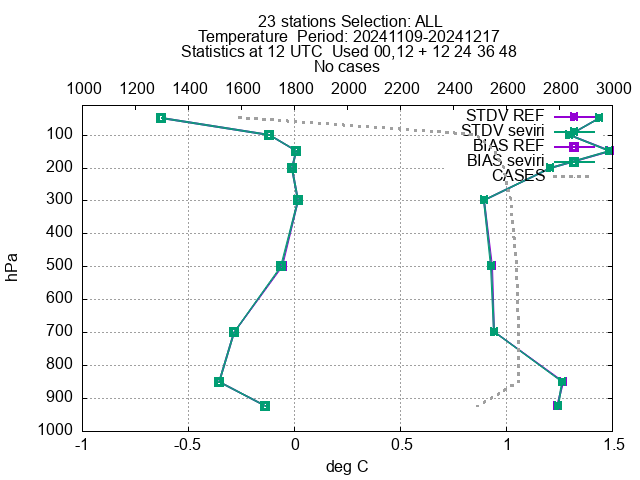 23 stations Selection: ALL
Temperature  Period: 20241109-20241217
Statistics at 12 UTC  Used 00,12 + 12 24 36 48
No cases
1000 1200 1400 1600 1800 2000 2200 2400 2600 2800 3000
STDV REF
STDV seviri
BIAS REF
BIAS seviri
CASES
100
200
300
400
500
600
700
800
900
1000
hPa
-1 -0.5 0 0.5 1 1.5
deg C